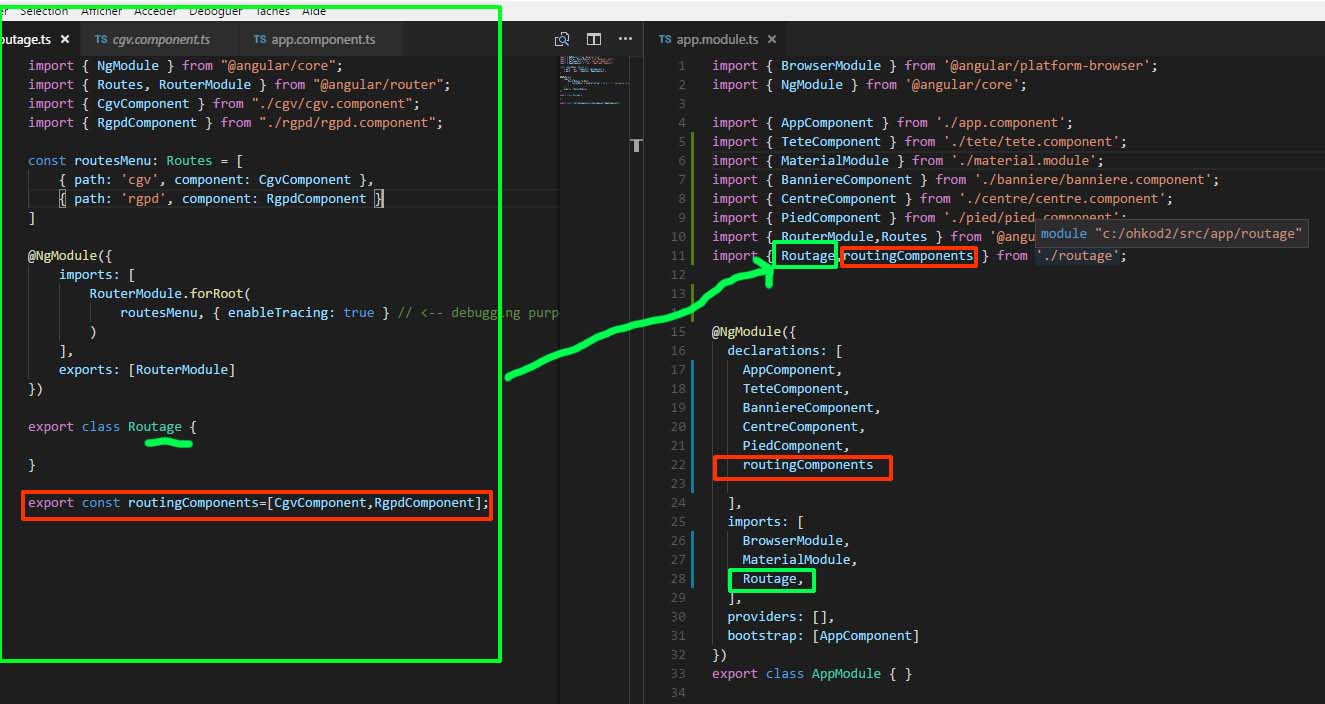 Sélection Afficher Accéder Déboguer Tâches Aide
outage.ts × TS cgv.component.ts TS app.component.ts
import { NgModule } from "@angular/core";
import { Routes, RouterModule } from "@angular/router";
import { CgvComponent } from "./cgv/cgv.component";
import { RgpdComponent } from "./rgpd/rgpd.component";
const routesMenu: Routes = [
{ path: 'cgv', component: CgvComponent },
{ path: 'rgpd', component: RgpdComponent }
]
@NgModule({
imports: [
RouterModule.forRoot(
routesMenu, { enableTracing: true } // <-- debugging purp
)
],
exports: [RouterModule]
})
export class Routage {
}
export const routingComponents=[CgvComponent,RgpdComponent];
T
TS app.module.ts ×
1 import { BrowserModule } from '@angular/platform-browser';
2 import { NgModule } from '@angular/core';
3
4 import { AppComponent } from './app.component';
5 import { TeteComponent } from './tete/tete.component';
6 import { MaterialModule } from './material.module';
7 import { BanniereComponent } from './banniere/banniere.component';
8 import { CentreComponent } from './centre/centre.component';
9 import { PiedComponent } from './pied/pied.component';
10 import { RouterModule,Routes } from '@angu
module "c:/ohkod2/src/app/routage"
11 import { Routage,routingComponents } from './routage';
12
13
15 @NgModule({
16 declarations: [
17 AppComponent,
18 TeteComponent,
19 BanniereComponent,
20 CentreComponent,
21 PiedComponent,
22 routingComponents
23
24 ],
25 imports: [
26 BrowserModule,
27 MaterialModule,
28 Routage,
29 ],
30 providers: [],
31 bootstrap: [AppComponent]
32 })
33 export class AppModule { }
34